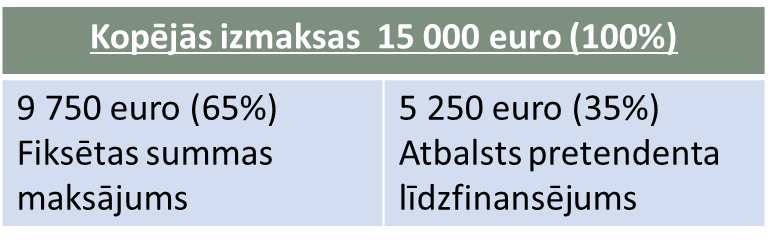 Kopējās izmaksas 15 000 euro (100%)
9 750 euro (65%)
Fiksētas summas
maksājums
5 250 euro (35%)
Atbalsts pretendenta
līdzfinansējums